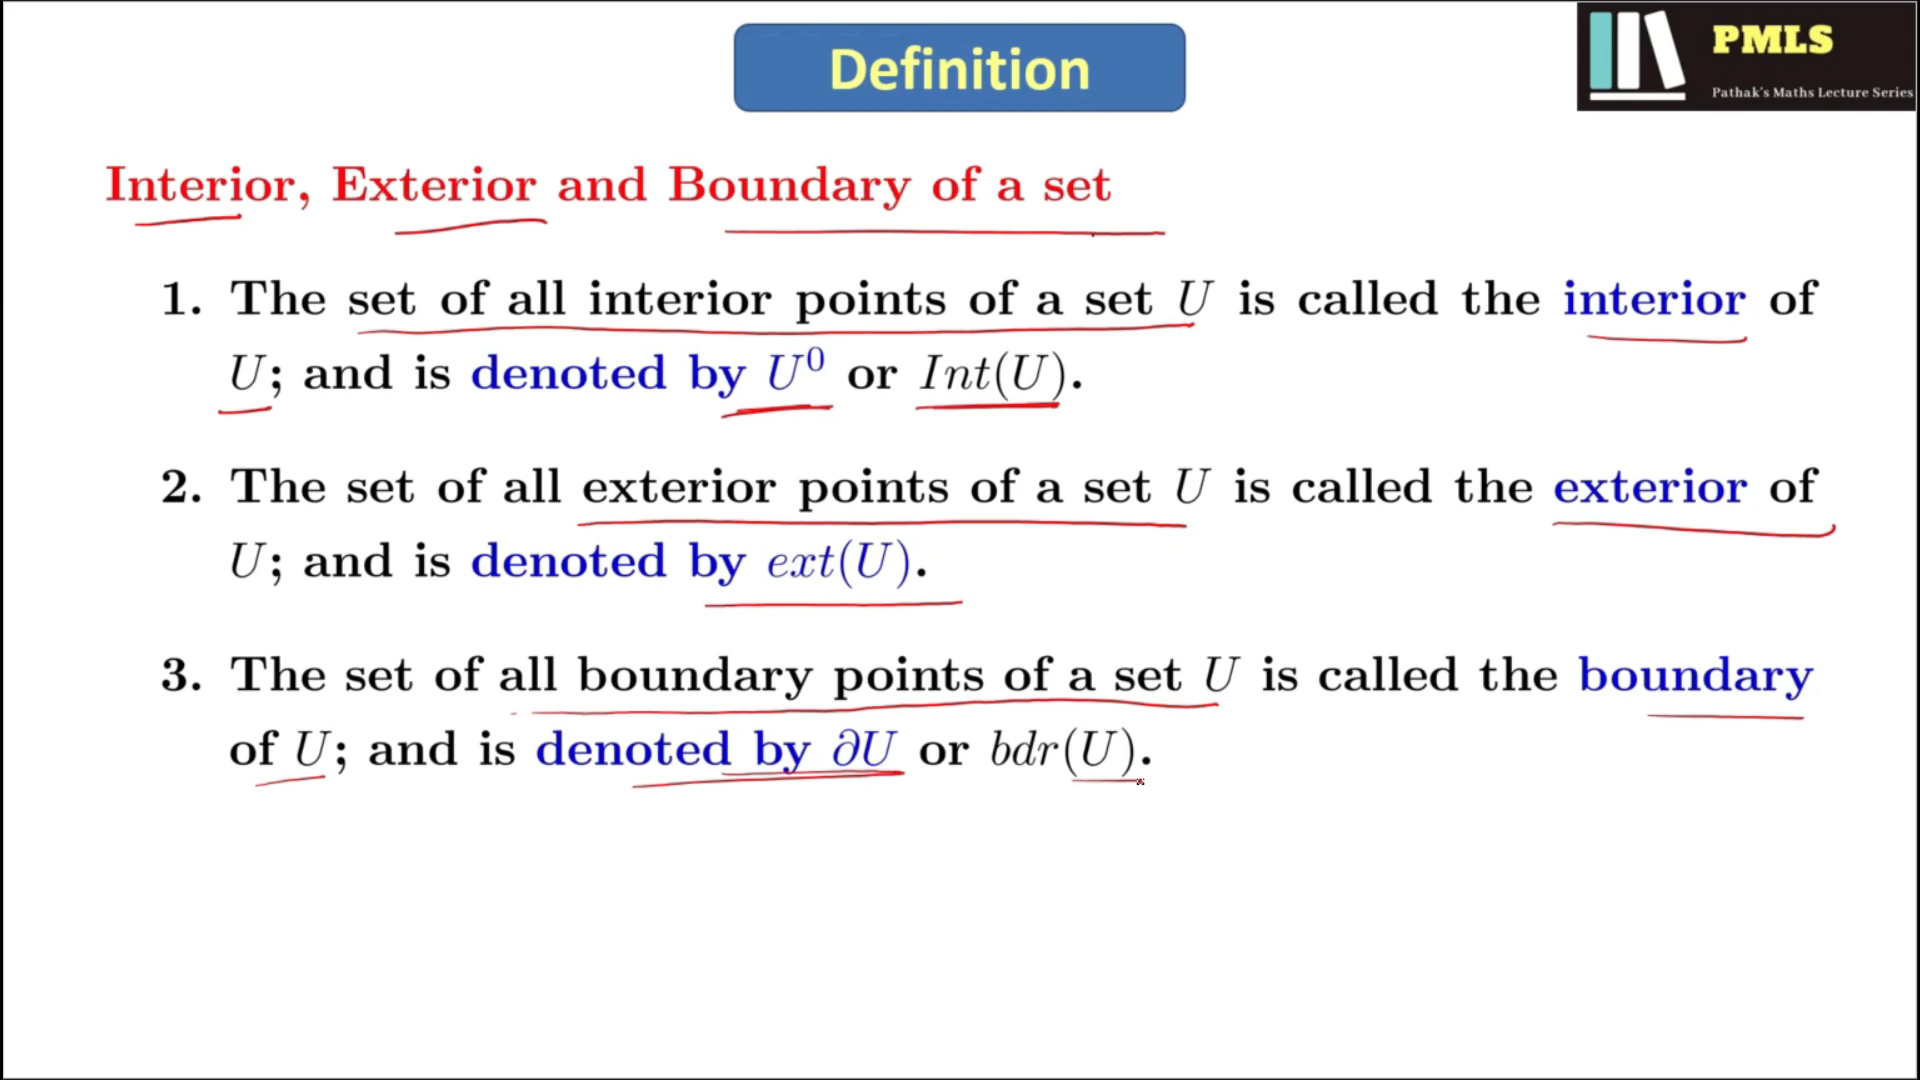 Definition
PMLS
Pathak's Maths Lecture Series
Interior, Exterior and Boundary of a set
1. The set of all interior points of a set U is called the interior of
U; and is denoted by U⁰ or Int(U).
2. The set of all exterior points of a set U is called the exterior of
U; and is denoted by ext(U).
3. The set of all boundary points of a set U is called the boundary
of U; and is denoted by ∂U or bdr(U).